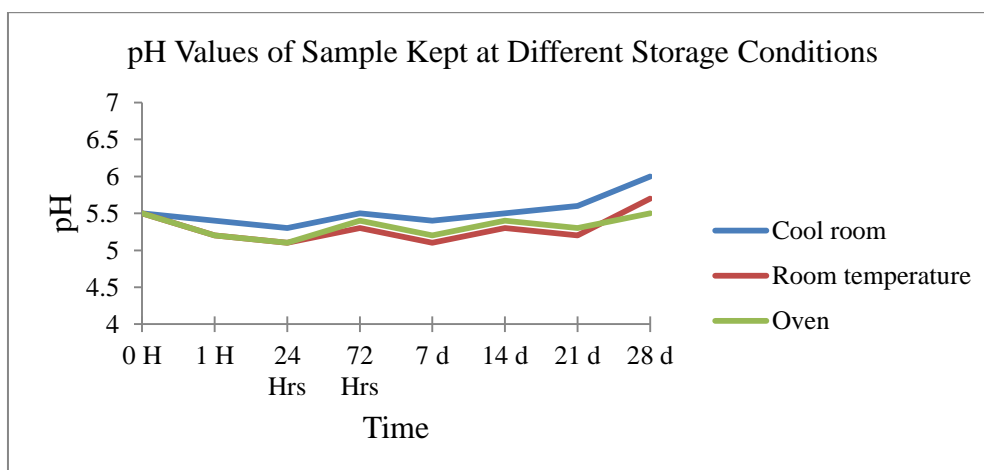 pH Values of Sample Kept at Different Storage Conditions
7
6.5
6
5.5
5
4.5
4
pH
0 H 1 H 24 72 7 d 14 d 21 d 28 d
Hrs Hrs
Time
Cool room
Room temperature
Oven